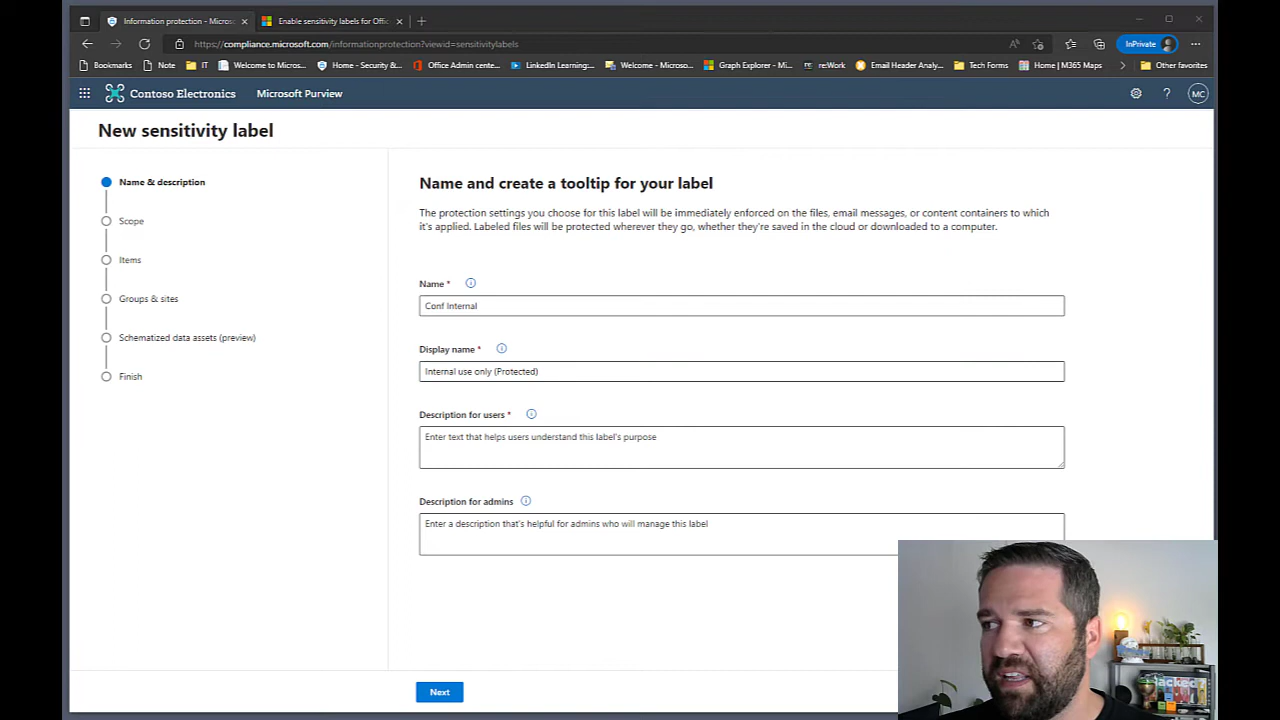 Information protection - Micros
Enable sensitivity labels for Offic
https://compliance.microsoft.com/informationprotection?viewid=sensitivitylabels
InPrivate
Bookmarks
Note
IT
Welcome to Micros...
Home - Security &...
Office Admin cente...
LinkedIn Learning:...
Welcome - Microso...
Graph Explorer - Mi...
re:Work
Email Header Analy...
Tech Forms
Home | M365 Maps
Other favorites
Contoso Electronics
Microsoft Purview
?
MC
New sensitivity label
Name & description
Scope
Items
Groups & sites
Schematized data assets (preview)
Finish
Name and create a tooltip for your label
The protection settings you choose for this label will be immediately enforced on the files, email messages, or content containers to which
it's applied. Labeled files will be protected wherever they go, whether they're saved in the cloud or downloaded to a computer.
Name *
Conf Internal
Display name *
Internal use only (Protected)
Description for users *
Enter text that helps users understand this label's purpose
Description for admins
Enter a description that's helpful for admins who will manage this label
Next